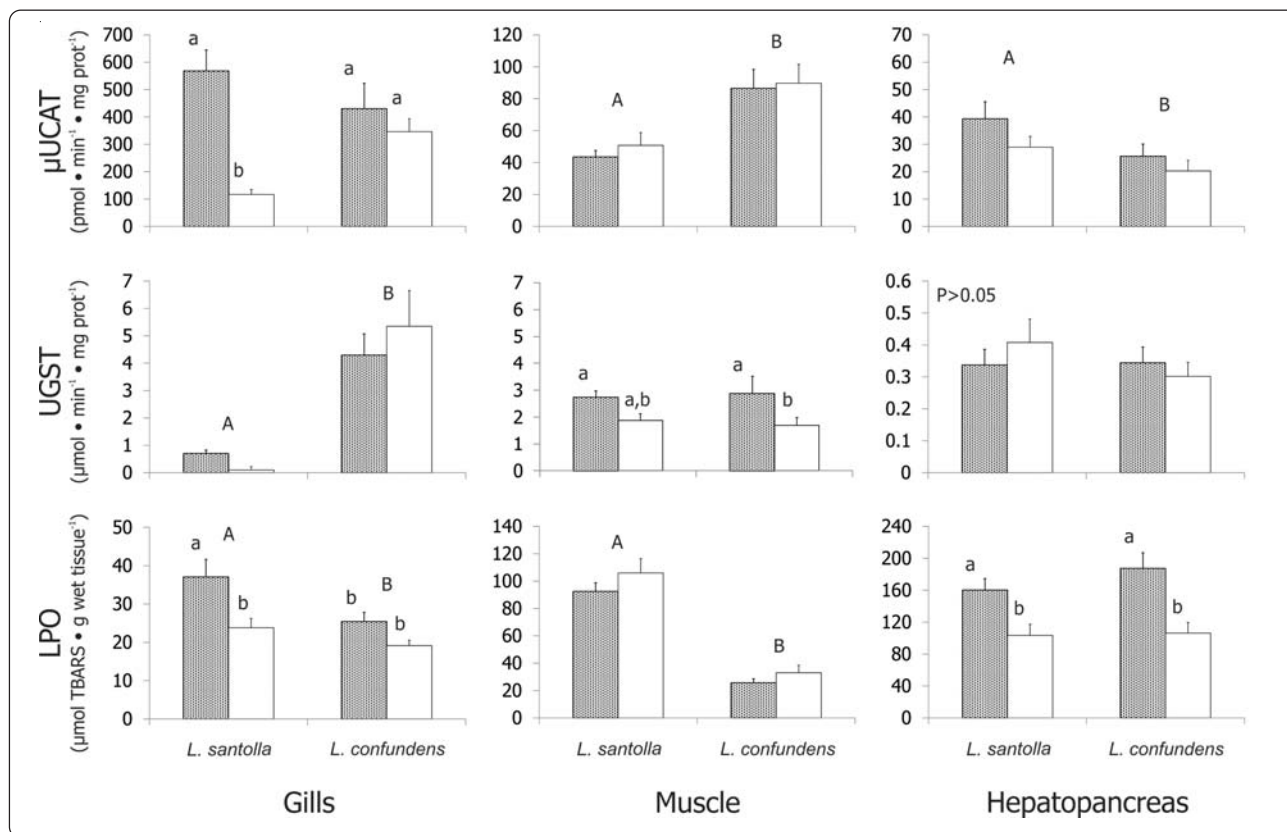 µUCAT
(pmol • min⁻¹ • mg prot⁻¹)
700
600
500
400
300
200
100
0
a
b
a
a
120
100
80
60
40
20
0
A
B
70
60
50
40
30
20
10
0
A
B
UGST
(µmol • min⁻¹ • mg prot⁻¹)
7
6
5
4
3
2
1
0
A
B
7
6
5
4
3
2
1
0
a
a,b
a
b
0.6
0.5
0.4
0.3
0.2
0.1
0
P>0.05
LPO
(µmol TBARS • g wet tissue⁻¹)
50
40
30
20
10
0
a
A
b
b
B
b
140
120
100
80
60
40
20
0
A
B
240
200
160
120
80
40
0
a
b
a
b
L. santolla L. confundens
L. santolla L. confundens
L. santolla L. confundens
Gills Muscle Hepatopancreas